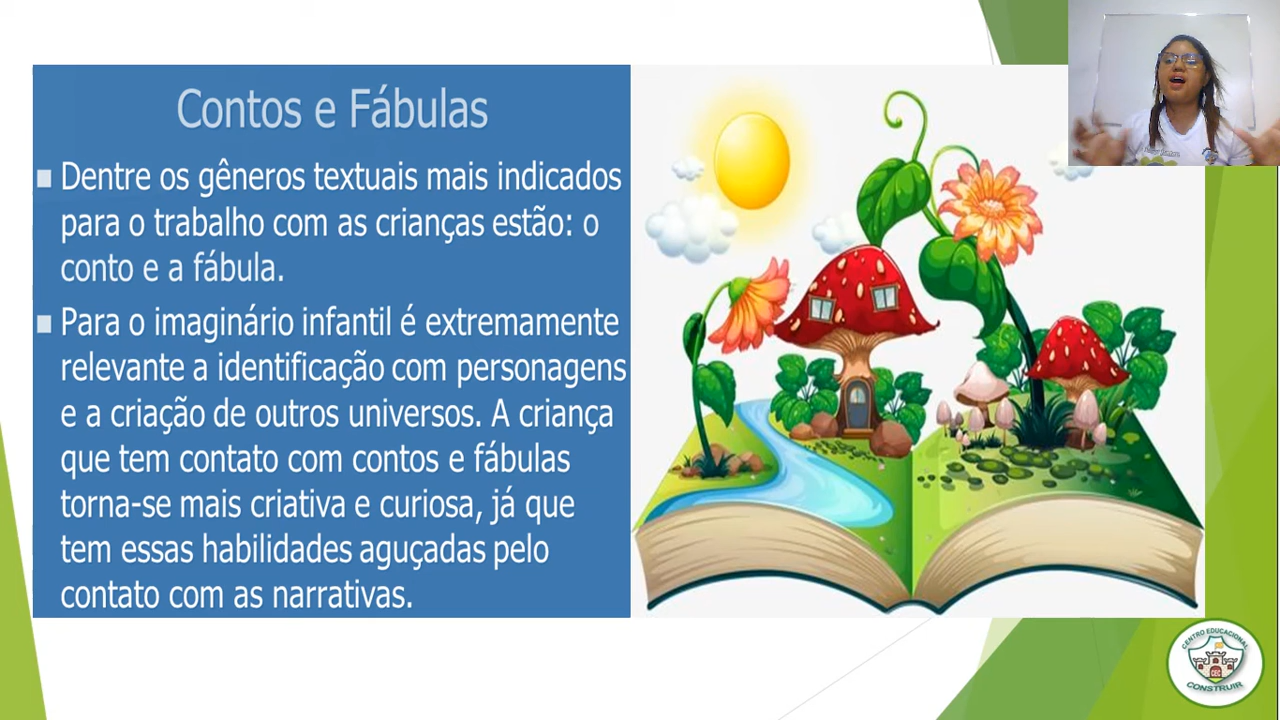 Contos e Fábulas
Dentre os gêneros textuais mais indicados
para o trabalho com as crianças estão: o
conto e a fábula.
Para o imaginário infantil é extremamente
relevante a identificação com personagens
e a criação de outros universos. A criança
que tem contato com contos e fábulas
torna-se mais criativa e curiosa, já que
tem essas habilidades aguçadas pelo
contato com as narrativas.
CENTRO EDUCACIONAL
CEC
CONSTRUIR